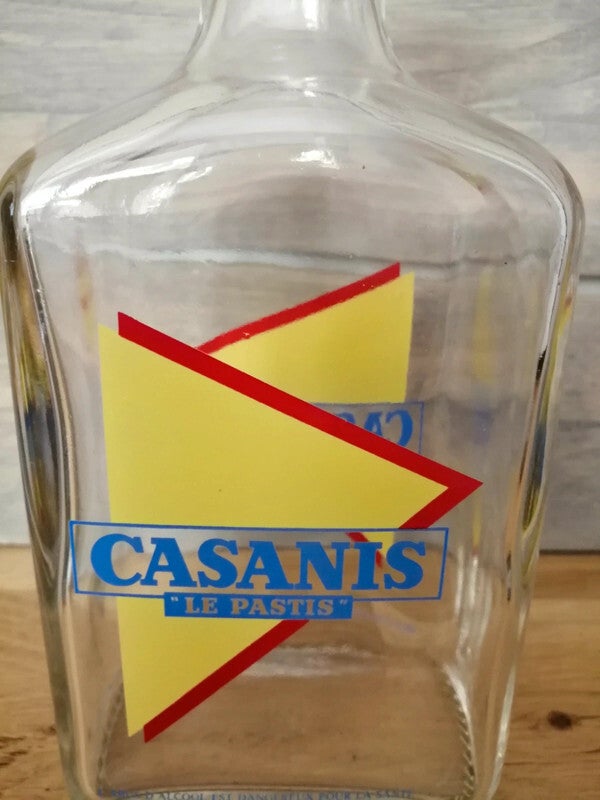 CASANIS
"LE PASTIS"
D'ALCOOL EST DANGEREUX POUR LA SANTÉ